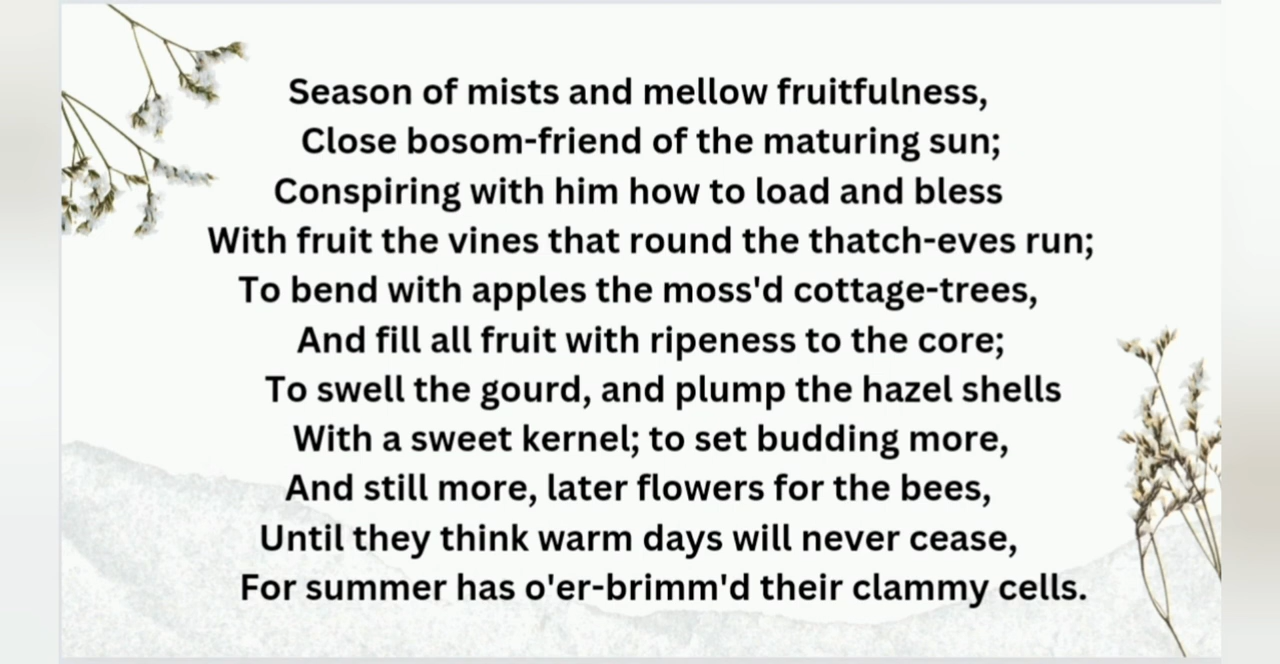 Season of mists and mellow fruitfulness,
Close bosom-friend of the maturing sun;
Conspiring with him how to load and bless
With fruit the vines that round the thatch-eves run;
To bend with apples the moss'd cottage-trees,
And fill all fruit with ripeness to the core;
To swell the gourd, and plump the hazel shells
With a sweet kernel; to set budding more,
And still more, later flowers for the bees,
Until they think warm days will never cease,
For summer has o'er-brimm'd their clammy cells.